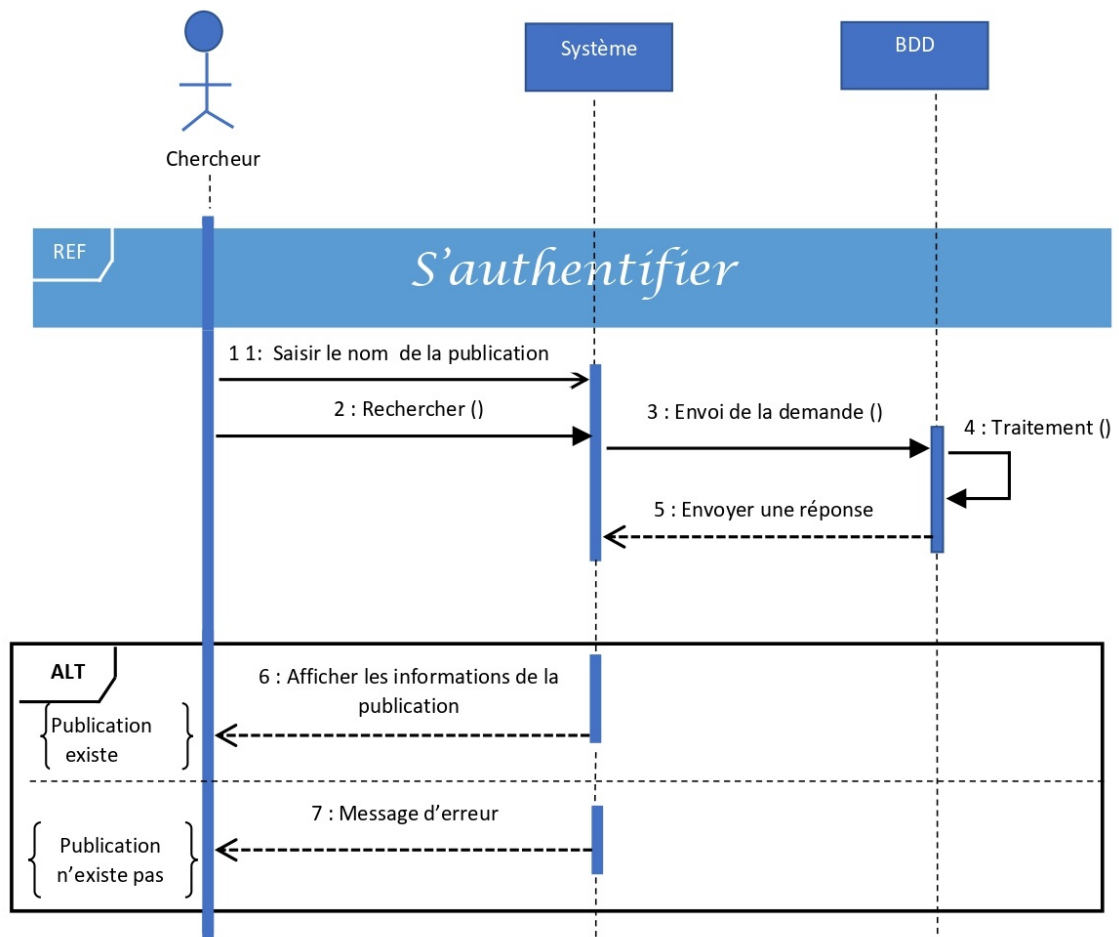 Système
BDD
Chercheur
REF
S'authentifier
1 1: Saisir le nom de la publication
2 : Rechercher ()
3 : Envoi de la demande ()
4 : Traitement ()
5 : Envoyer une réponse
ALT
6 : Afficher les informations de la
publication
Publication
existe
7 : Message d’erreur
Publication
n’existe pas